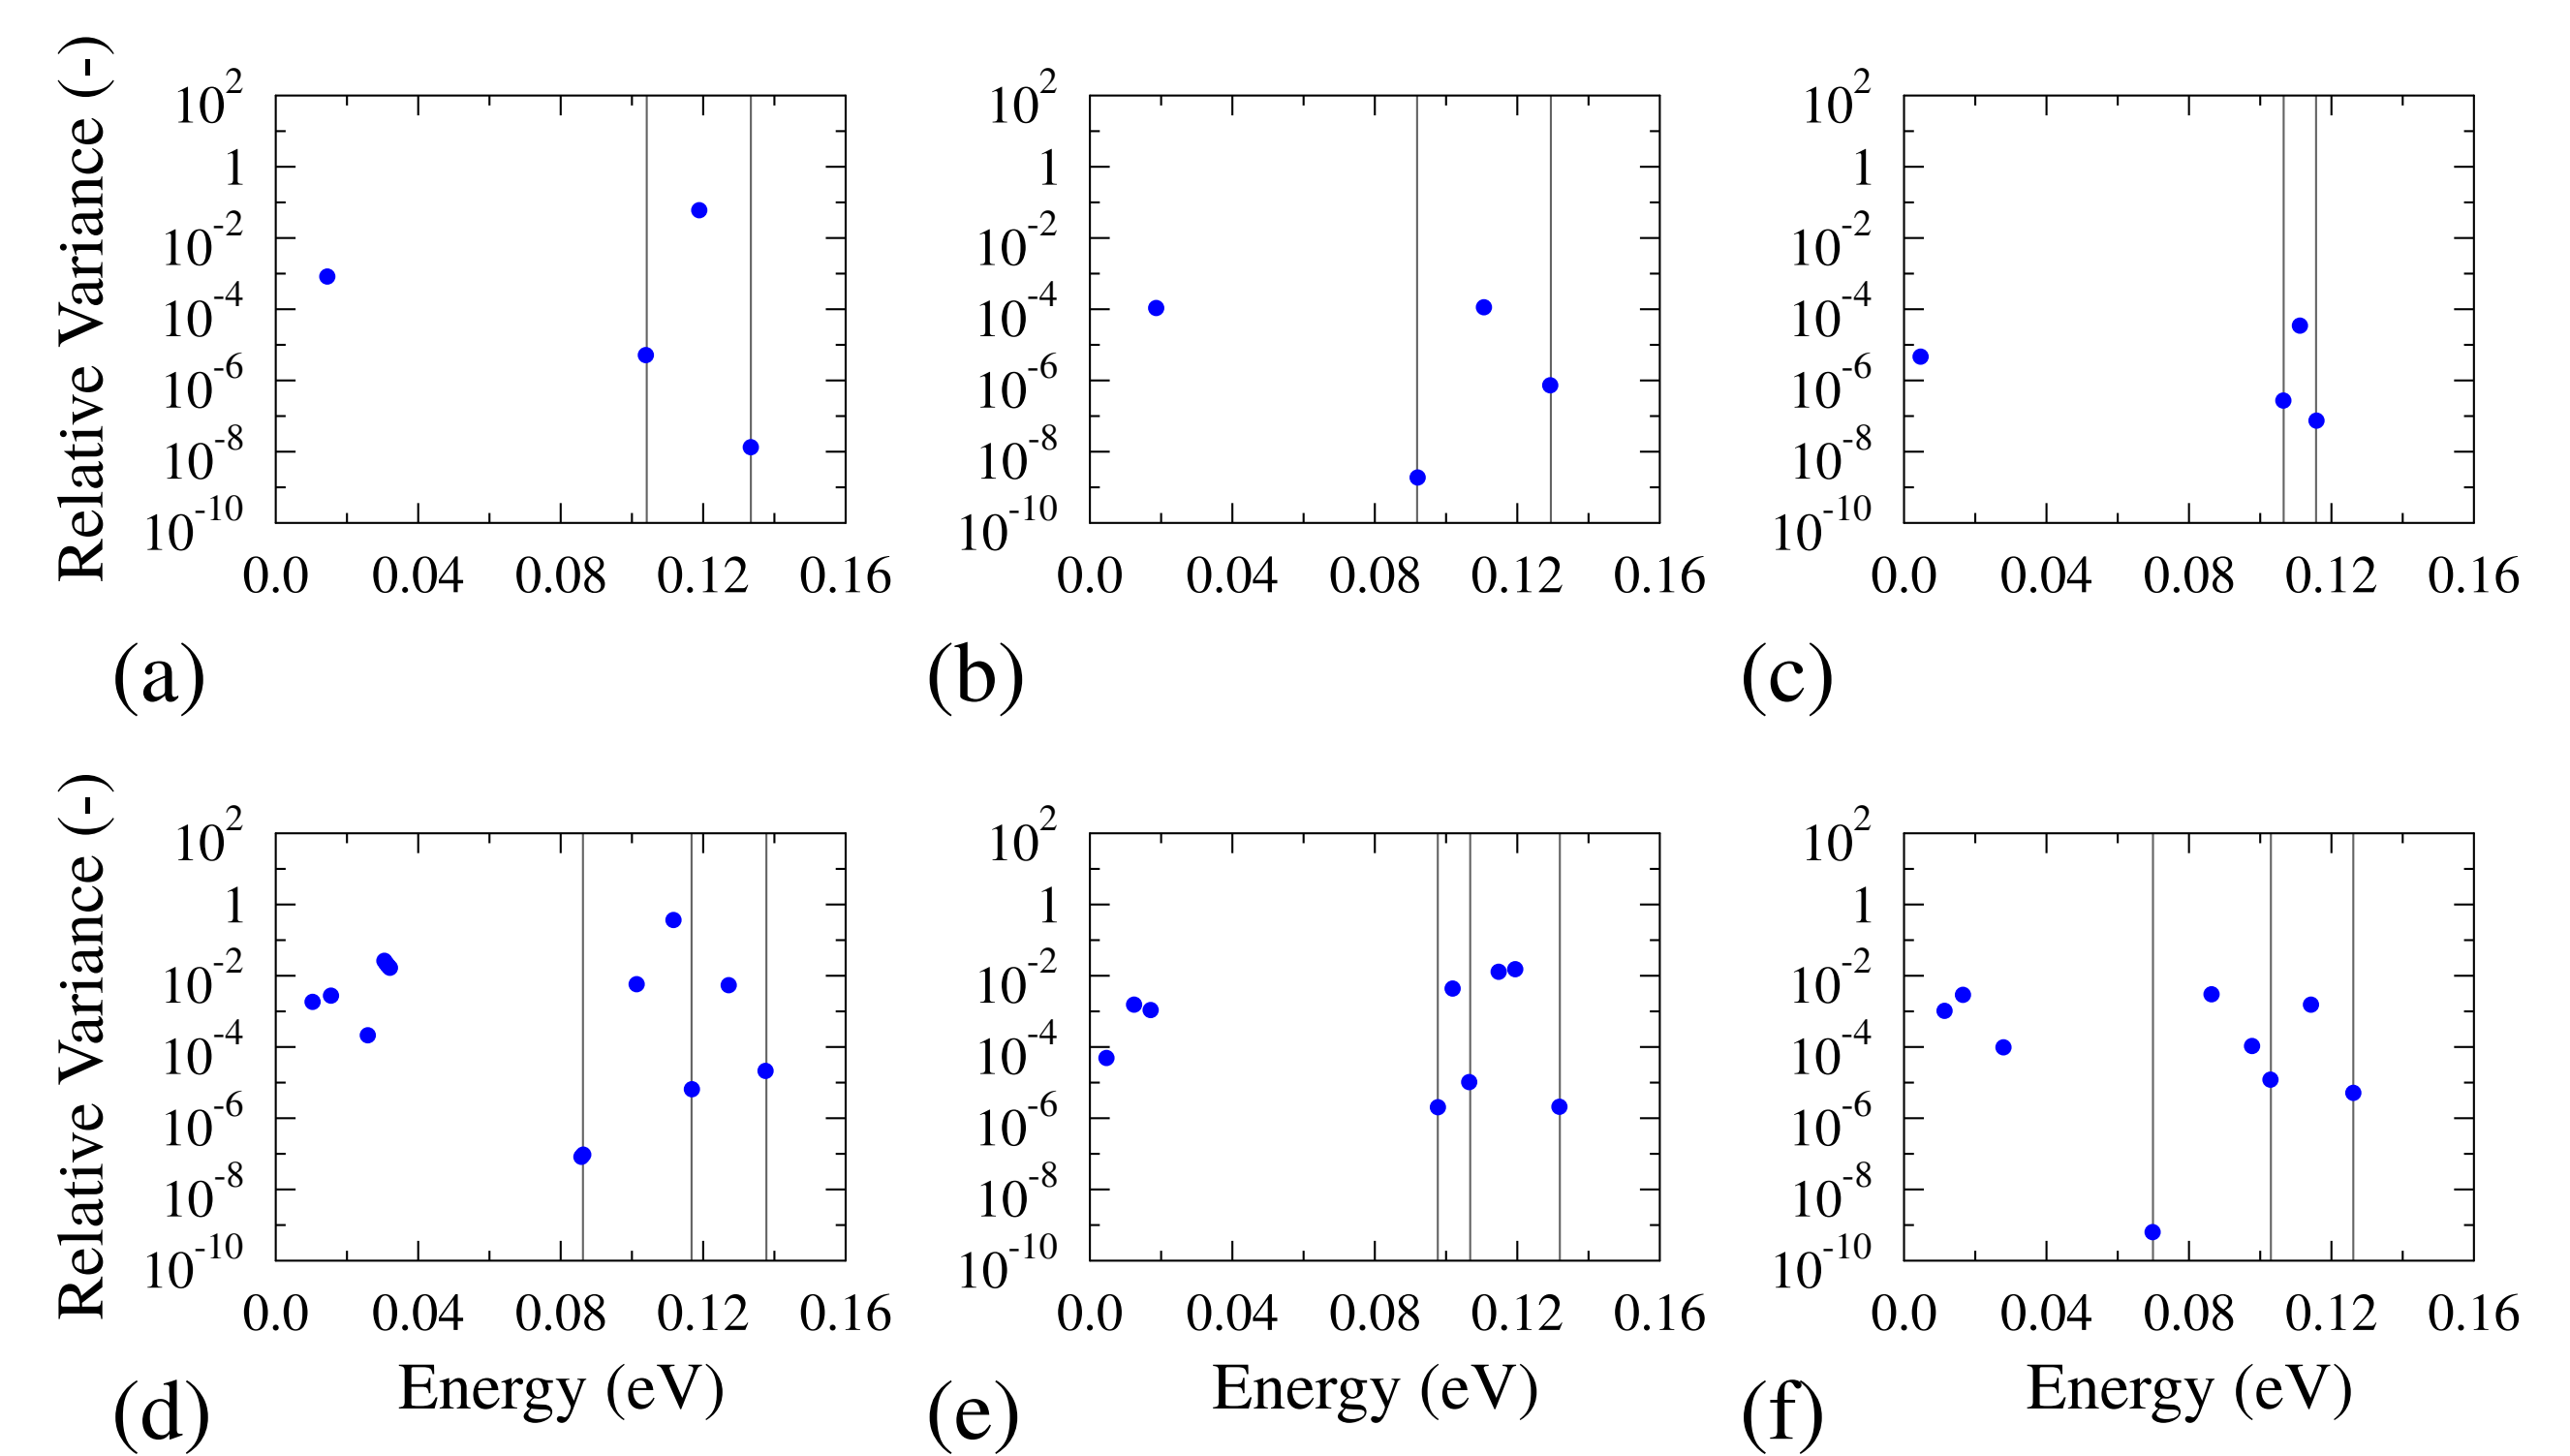 Relative Variance (-)
10^2 10^2 10^2
1 1 1
10^-2 10^-2 10^-2
10^-4 10^-4 10^-4
10^-6 10^-6 10^-6
10^-8 10^-8 10^-8
10^-10 10^-10 10^-10
0.0 0.04 0.08 0.12 0.16 0.0 0.04 0.08 0.12 0.16 0.0 0.04 0.08 0.12 0.16
(a) (b) (c)
Relative Variance (-)
10^2 10^2 10^2
1 1 1
10^-2 10^-2 10^-2
10^-4 10^-4 10^-4
10^-6 10^-6 10^-6
10^-8 10^-8 10^-8
10^-10 10^-10 10^-10
0.0 0.04 0.08 0.12 0.16 0.0 0.04 0.08 0.12 0.16 0.0 0.04 0.08 0.12 0.16
Energy (eV) Energy (eV) Energy (eV)
(d) (e) (f)